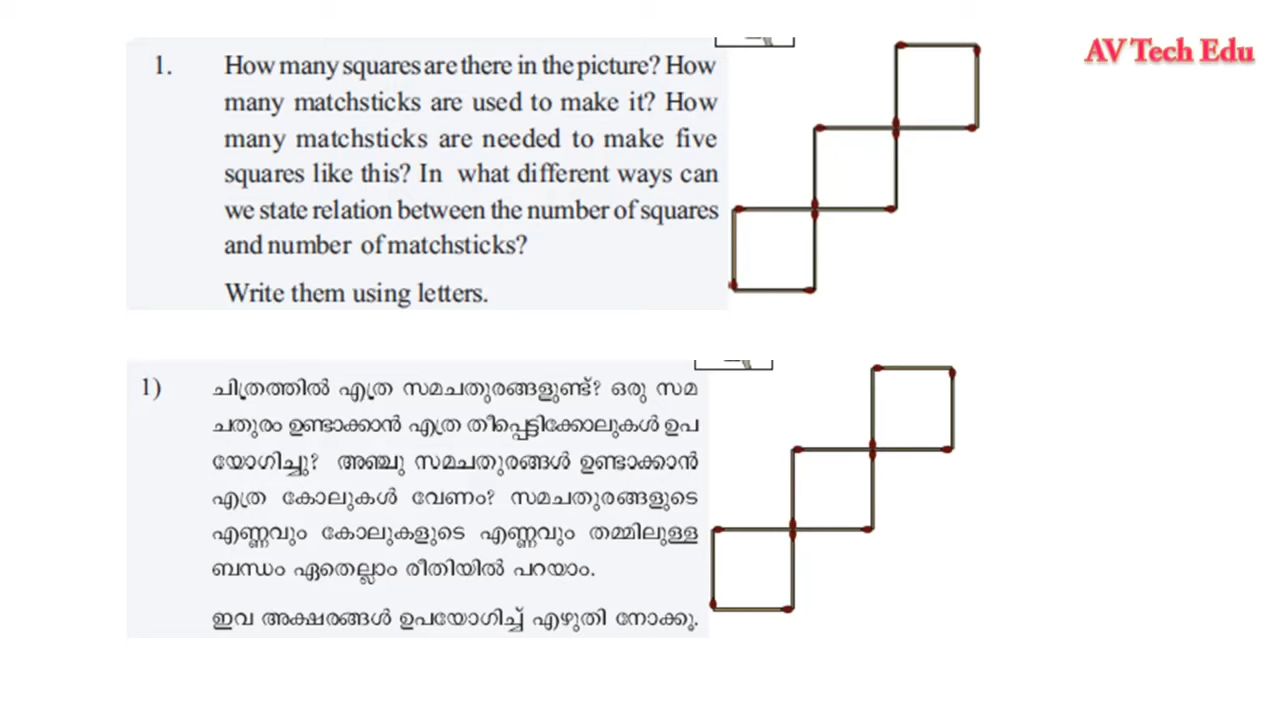 AV Tech Edu
1. How many squares are there in the picture? How
many matchsticks are used to make it? How
many matchsticks are needed to make five
squares like this? In what different ways can
we state relation between the number of squares
and number of matchsticks?
Write them using letters.
1) ചിത്രത്തിൽ എത്ര സമചതുരങ്ങളുണ്ട്? ഒരു സമ
ചതുരം ഉണ്ടാക്കാൻ എത്ര തീപ്പെട്ടിക്കോലുകൾ ഉപ
യോഗിച്ചു? അഞ്ചു സമചതുരങ്ങൾ ഉണ്ടാക്കാൻ
എത്ര കോലുകൾ വേണം? സമചതുരങ്ങളുടെ
എണ്ണവും കോലുകളുടെ എണ്ണവും തമ്മിലുള്ള
ബന്ധം ഏതെല്ലാം രീതിയിൽ പറയാം.
ഇവ അക്ഷരങ്ങൾ ഉപയോഗിച്ച് എഴുതി നോക്കൂ.